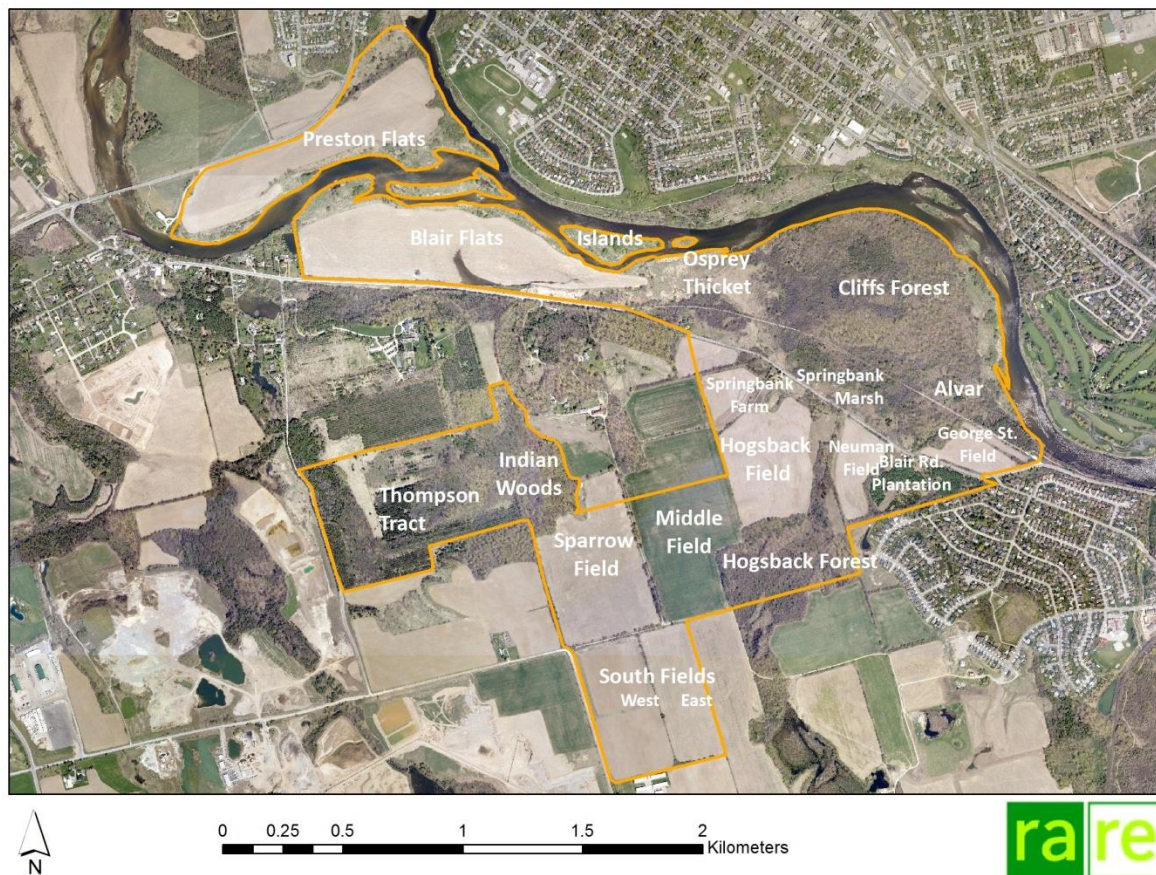 Preston Flats
Blair Flats
Islands
Osprey
Thicket
Cliffs Forest
Springbank
Farm
Springbank
Marsh
Alvar
Hogsback
Field
Neuman
Field
Blair Rd.
Plantation
George St.
Field
Indian
Woods
Thompson
Tract
Sparrow
Field
Middle
Field
Hogsback Forest
South Fields
West East
N
0 0.25 0.5 1 1.5 2
Kilometers
rare